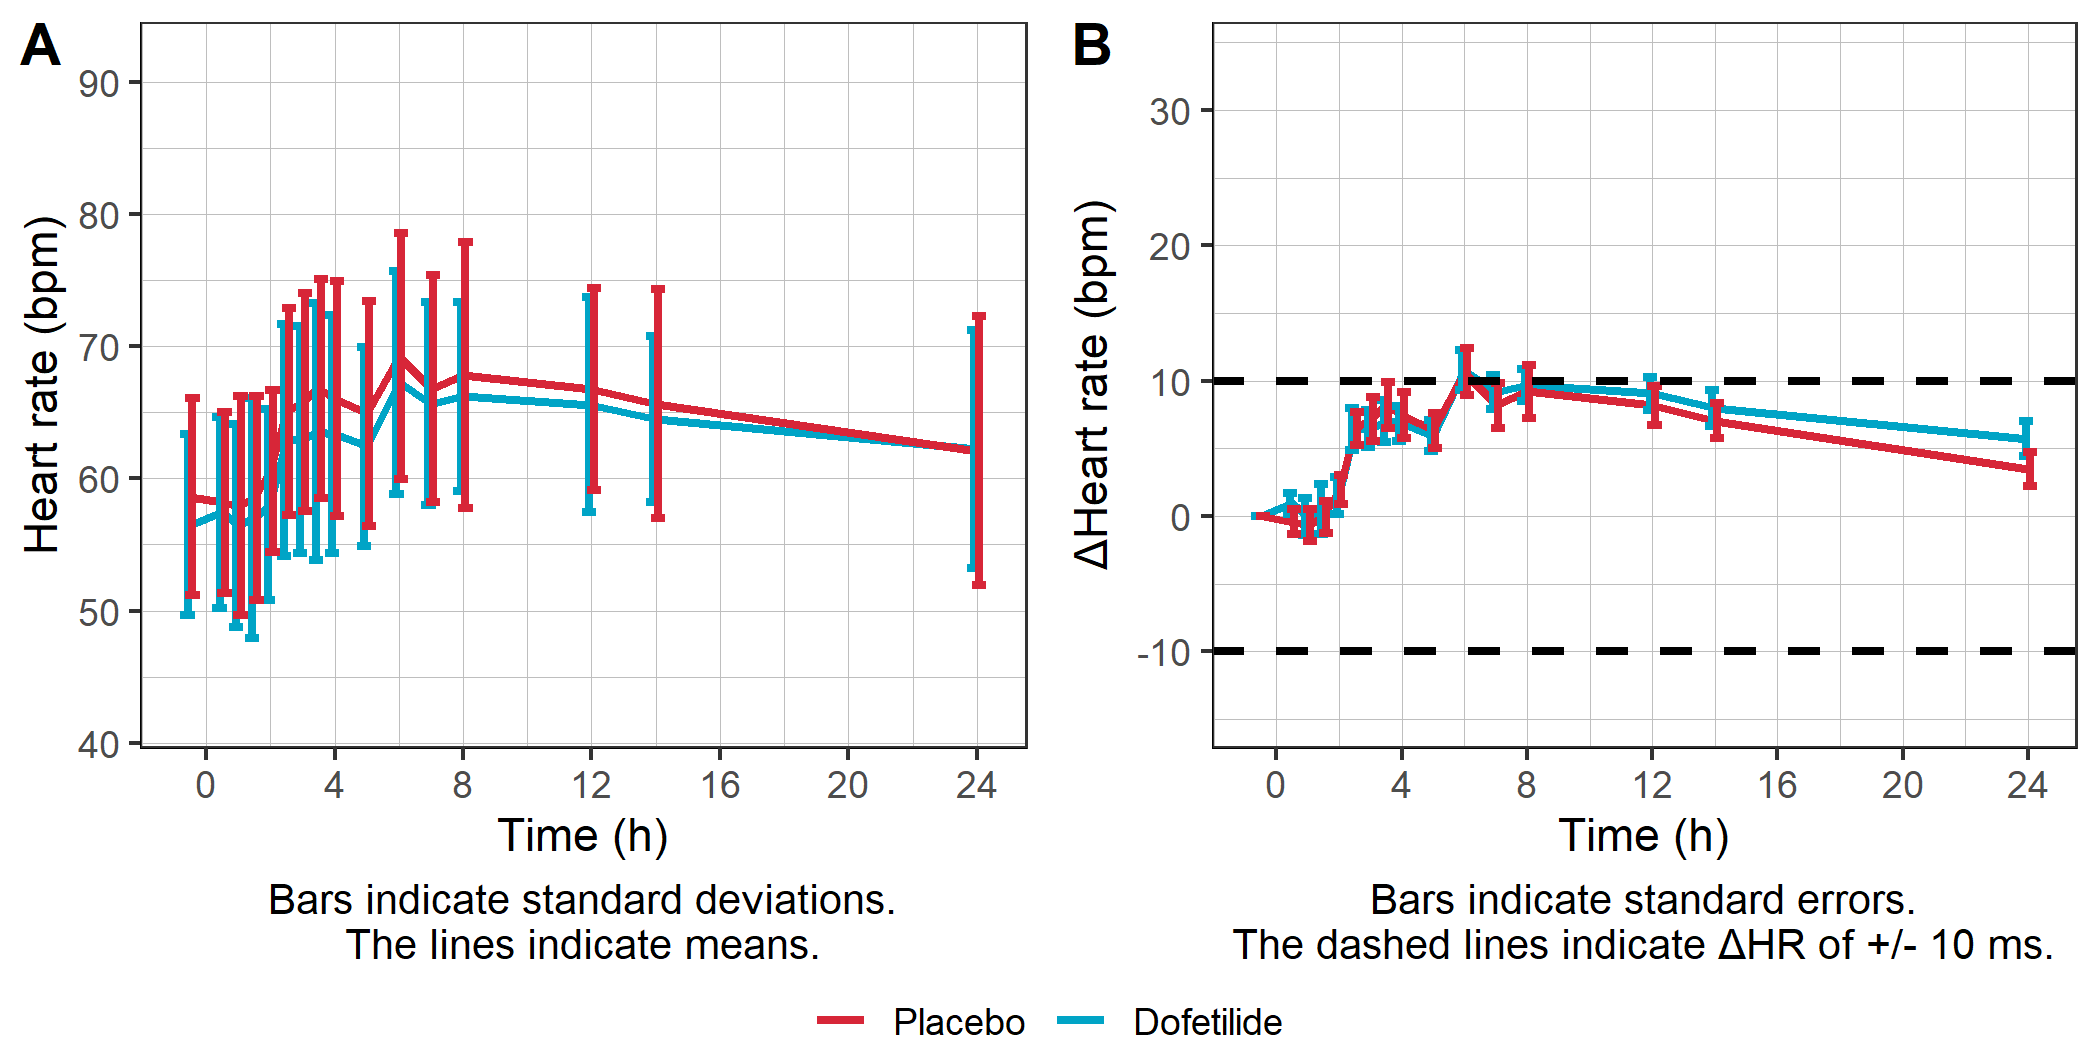 A
B
Heart rate (bpm)
90
80
70
60
50
40
0 4 8 12 16 20 24
Time (h)
Bars indicate standard deviations.
The lines indicate means.
ΔHeart rate (bpm)
30
20
10
0
-10
0 4 8 12 16 20 24
Time (h)
Bars indicate standard errors.
The dashed lines indicate ΔHR of +/- 10 ms.
Placebo Dofetilide